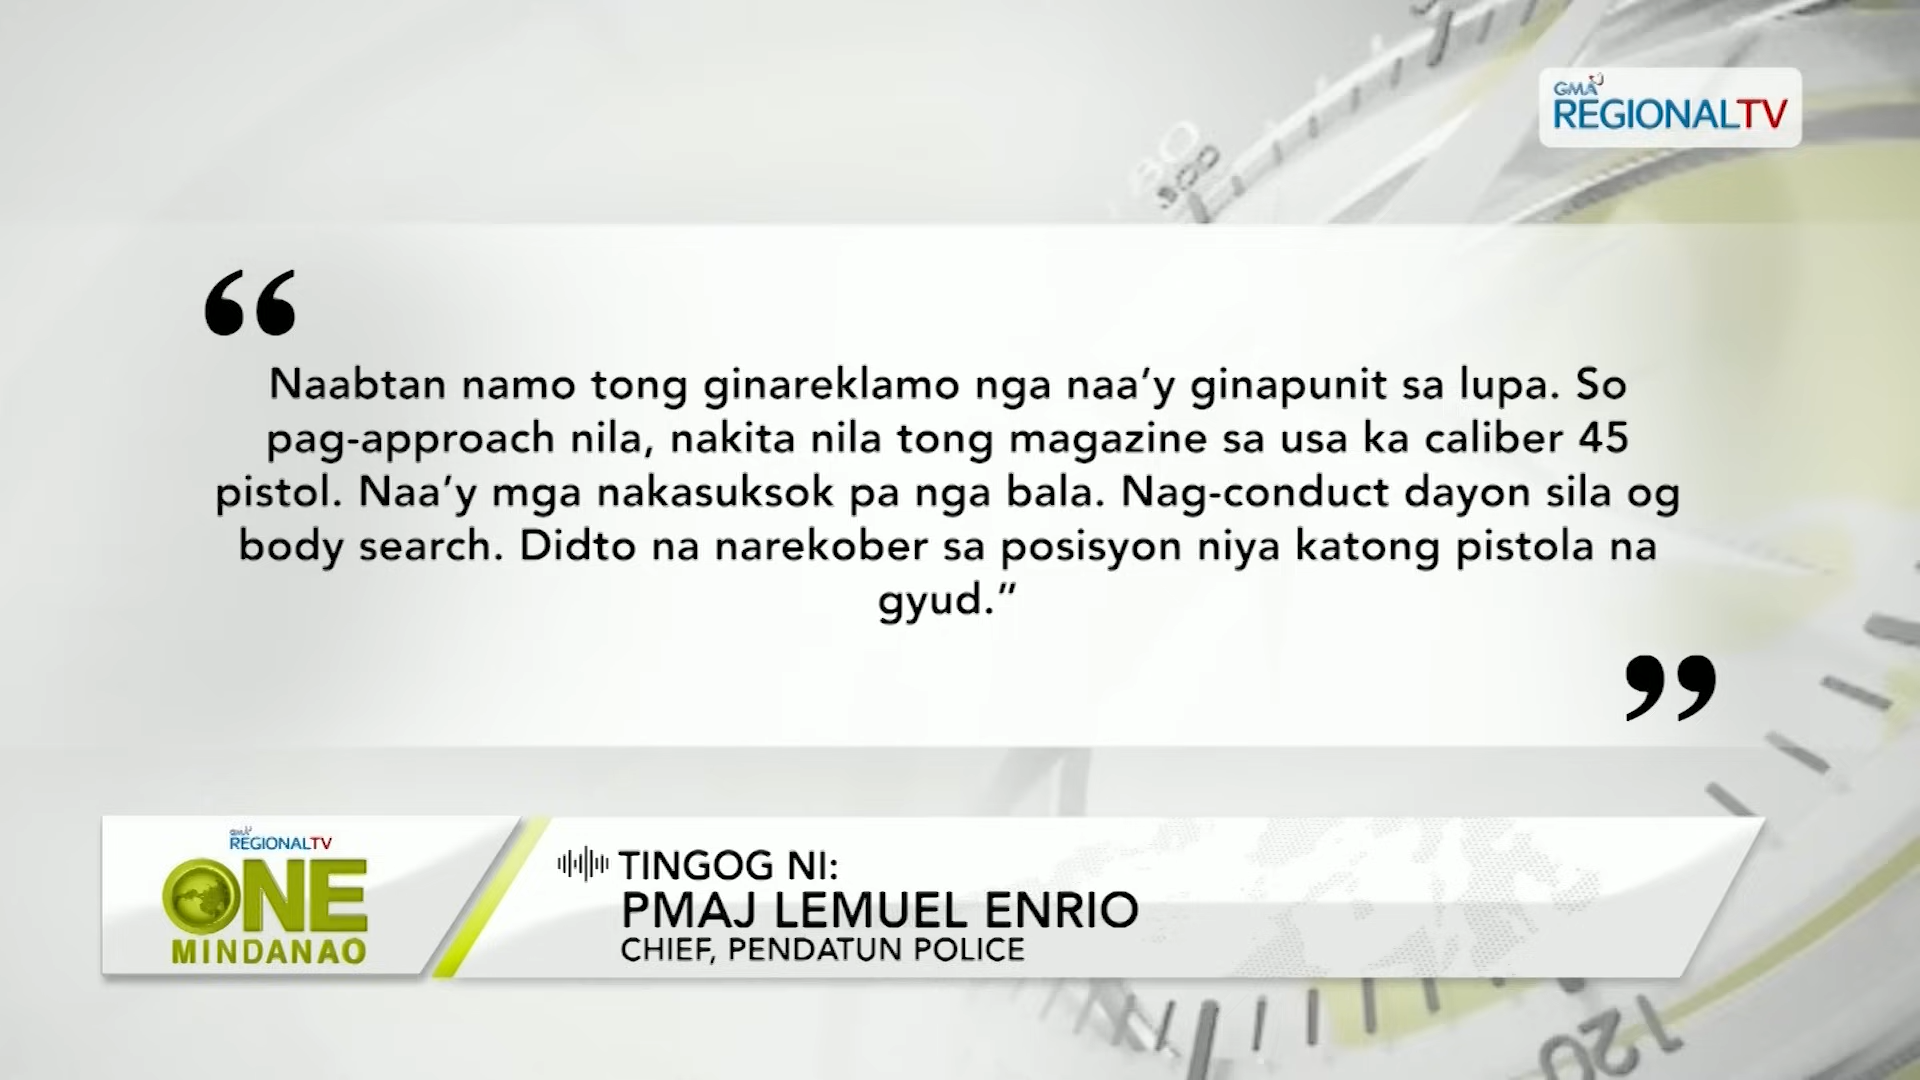 GMA
REGIONALTV
“
Naabtan namo tong ginareklamo nga naa’y ginapunit sa lupa. So
pag-approach nila, nakita nila tong magazine sa usa ka caliber 45
pistol. Naa’y mga nakasuksok pa nga bala. Nag-conduct dayon sila og
body search. Didto na narekober sa posisyon niya katong pistola na
gyud.”
”
GMA
REGIONALTV
ONE
MINDANAO
TINGOG NI:
PMAJ LEMUEL ENRIO
CHIEF, PENDATUN POLICE
120